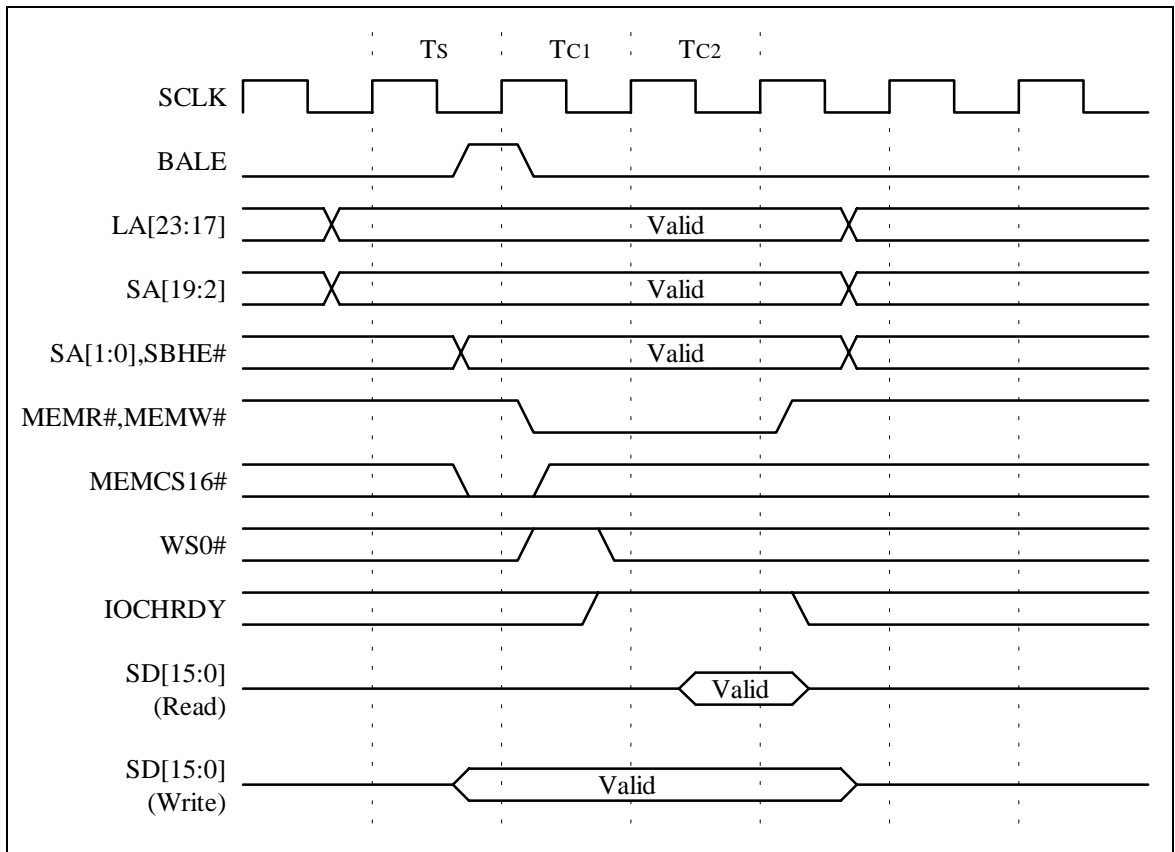 Ts TC1 TC2
SCLK
BALE
LA[23:17] Valid
SA[19:2] Valid
SA[1:0],SBHE# Valid
MEMR#,MEMW#
MEMCS16#
WS0#
IOCHRDY
SD[15:0]
(Read)
Valid
SD[15:0]
(Write)
Valid